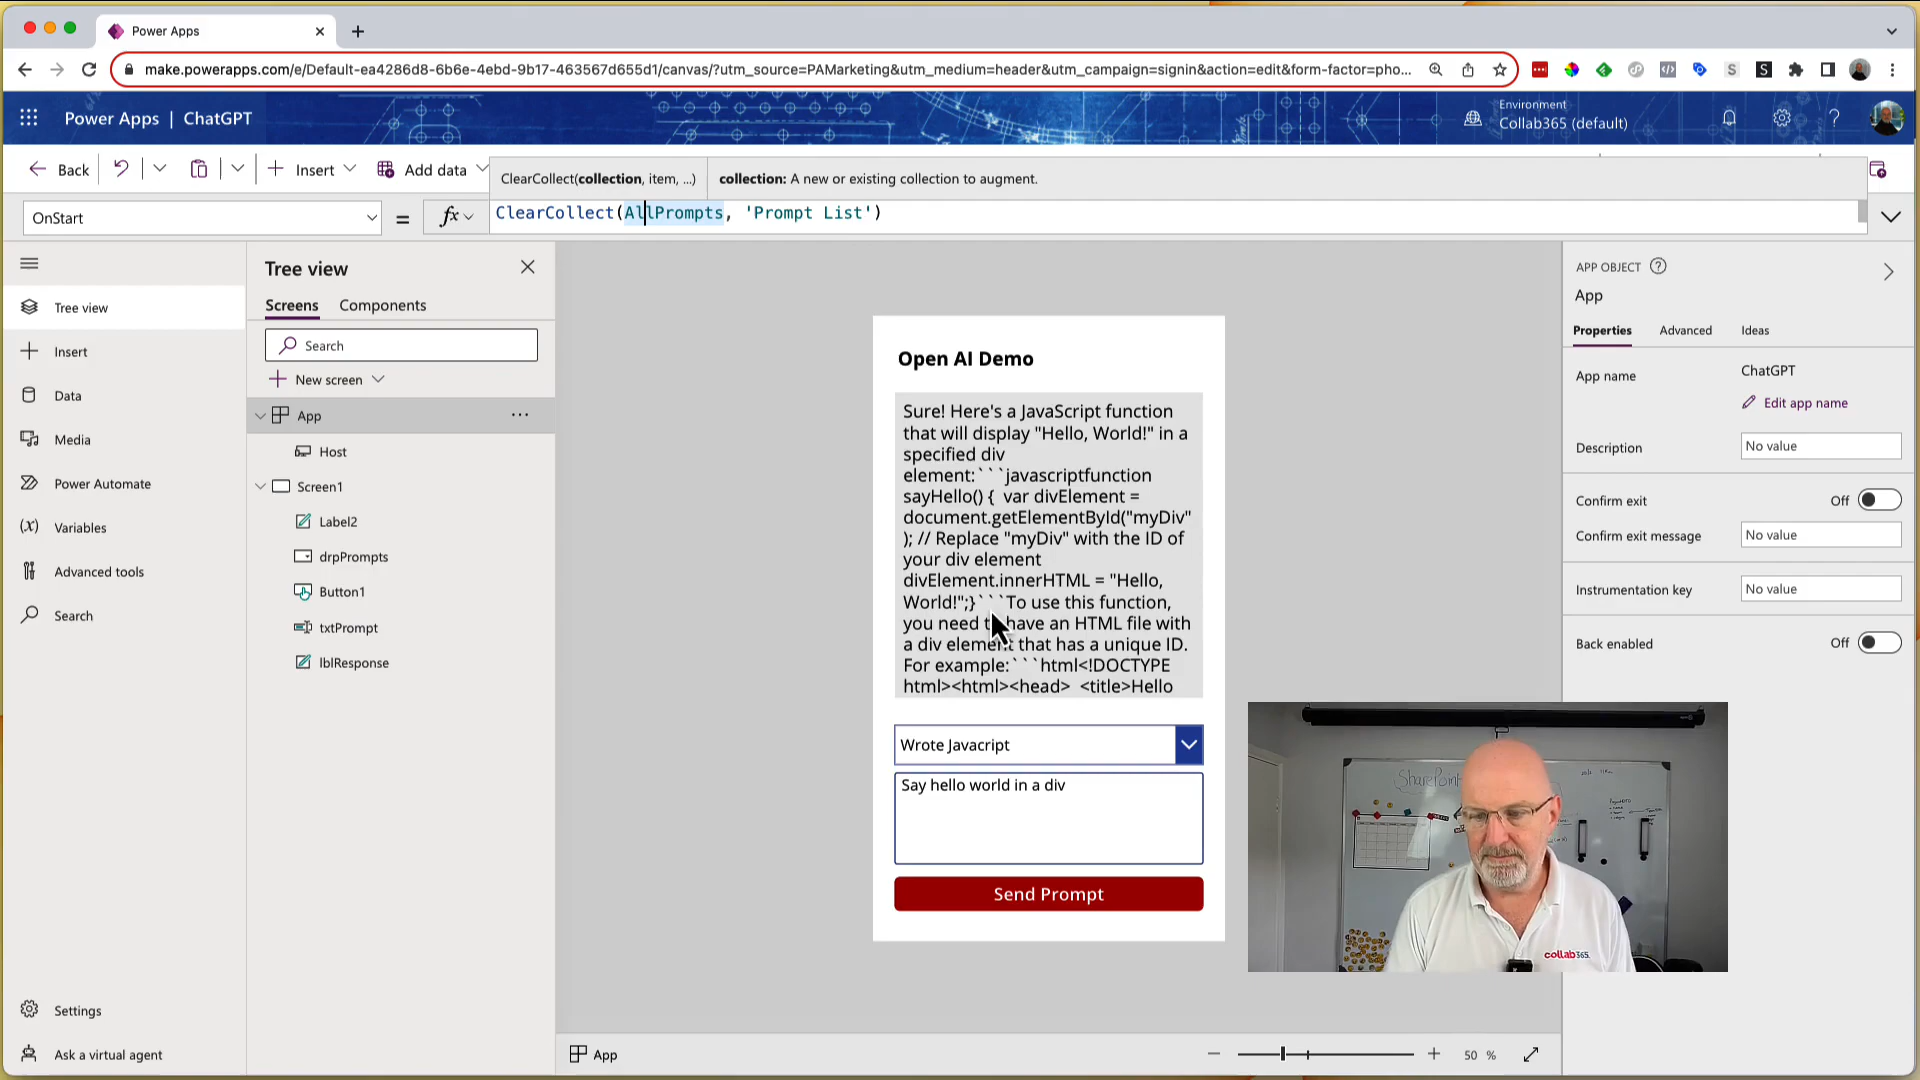 Power Apps
make.powerapps.com/e/Default-ea4286d8-6b6e-4ebd-9b17-463567d655d1/canvas/?utm_source=PAMarketing&utm_medium=header&utm_campaign=signin&action=edit&form-factor=pho...
Power Apps | ChatGPT
Environment
Collab365 (default)
Back
Insert
Add data
ClearCollect(collection, item, ...)
collection: A new or existing collection to augment.
OnStart
=
fx
ClearCollect(AllPrompts, 'Prompt List')
Tree view
Insert
Data
Media
Power Automate
Variables
Advanced tools
Search
Settings
Ask a virtual agent
Tree view
Screens
Components
Search
New screen
App
Host
Screen1
Label2
drpPrompts
Button1
txtPrompt
lblResponse
Open AI Demo
Sure! Here's a JavaScript function
that will display "Hello, World!" in a
specified div
element:```javascriptfunction
sayHello() { var divElement =
document.getElementById("myDiv"
); // Replace "myDiv" with the ID of
your div element
divElement.innerHTML = "Hello,
World!";}```To use this function,
you need to have an HTML file with
a div element that has a unique ID.
For example:```html<!DOCTYPE
html><html><head> <title>Hello
Wrote Javacript
Say hello world in a div
Send Prompt
App
50 %
APP OBJECT
App
Properties
Advanced
Ideas
App name
ChatGPT
Edit app name
Description
No value
Confirm exit
Off
Confirm exit message
No value
Instrumentation key
No value
Back enabled
Off
SharePoint
collab365